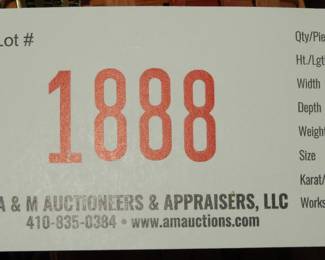 Lot #
1888
A & M AUCTIONEERS & APPRAISERS, LLC
410-835-0384 • www.amauctions.com
Qty/Pie
Ht./Lgt
Width
Depth
Weight
Size
Karat/
Works